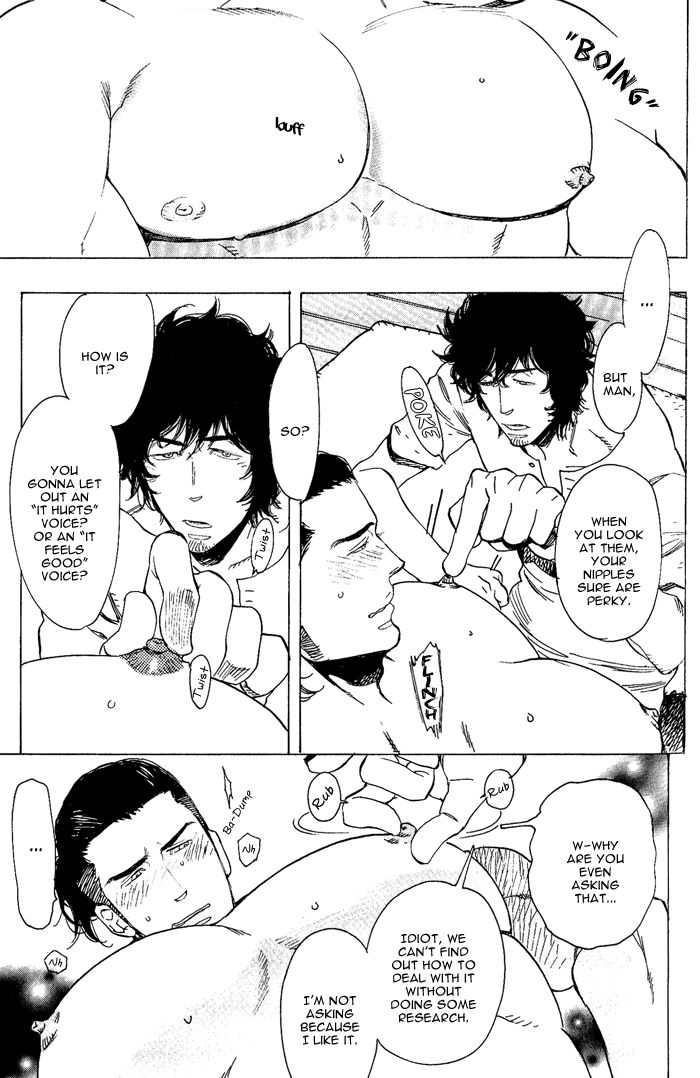 "BOING"
buff
...
BUT MAN,
POKE
WHEN
YOU LOOK
AT THEM,
YOUR
NIPPLES
SURE ARE
PERKY.
FLINCH
SO?
HOW IS
IT?
Twist
YOU
GONNA LET
OUT AN
"IT HURTS"
VOICE?
OR AN "IT
FEELS
GOOD"
VOICE?
Twist
W-WHY
ARE YOU
EVEN
ASKING
THAT...
Rub
Rub
Ba-Dump
Nh
...
IDIOT, WE
CAN'T FIND
OUT HOW TO
DEAL WITH IT
WITHOUT
DOING SOME
RESEARCH.
I'M NOT
ASKING
BECAUSE
I LIKE IT.
Nh